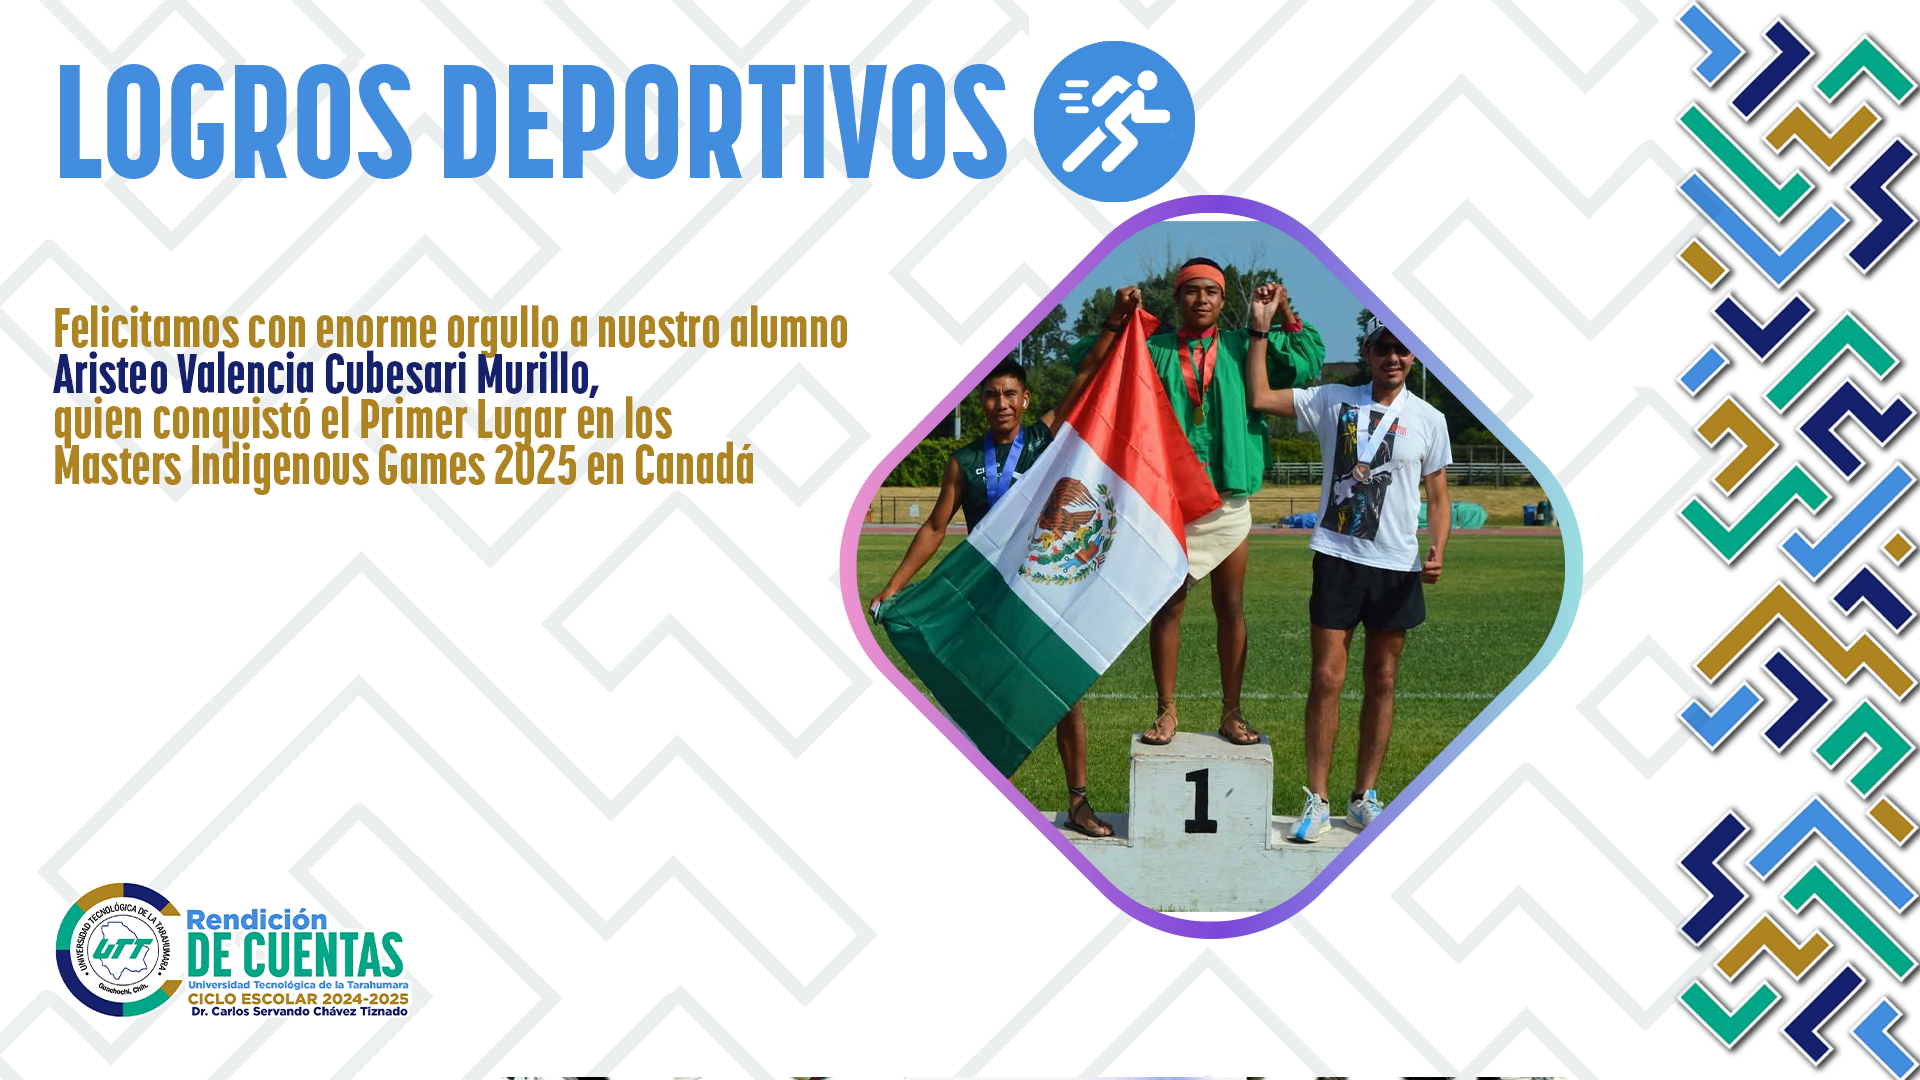 LOGROS DEPORTIVOS
Felicitamos con enorme orgullo a nuestro alumno
Aristeo Valencia Cubesari Murillo,
quien conquistó el Primer Lugar en los
Masters Indigenous Games 2025 en Canadá
1
UNIVERSIDAD TECNOLÓGICA DE LA TARAHUMARA
UTT
Guachochi, Chih.
Rendición
DE CUENTAS
Universidad Tecnológica de la Tarahumara
CICLO ESCOLAR 2024-2025
Dr. Carlos Servando Chávez Tiznado